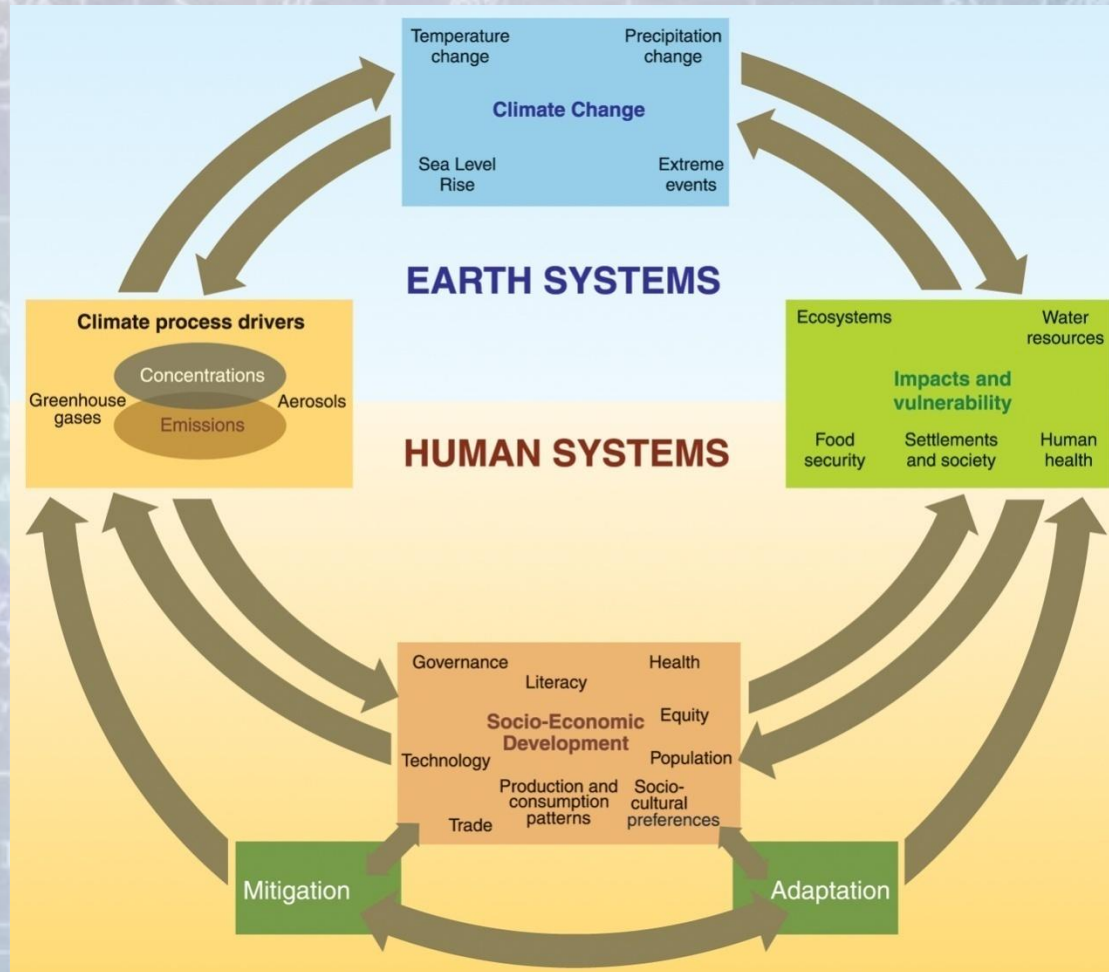 Temperature
change
Precipitation
change
Climate Change
Sea Level
Rise
Extreme
events
EARTH SYSTEMS
Climate process drivers
Concentrations
Greenhouse
gases
Aerosols
Emissions
Ecosystems
Water
resources
Impacts and
vulnerability
Food
security
Settlements
and society
Human
health
HUMAN SYSTEMS
Governance
Literacy
Health
Socio-Economic
Development
Equity
Technology
Population
Production and
consumption
patterns
Socio-
cultural
preferences
Trade
Mitigation
Adaptation